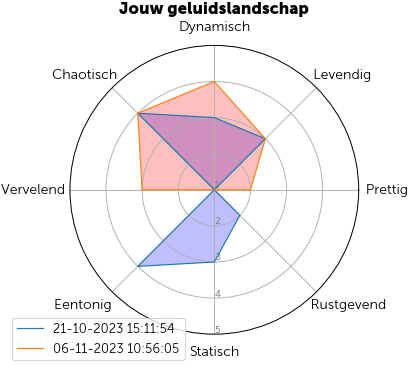 Jouw geluidslandschap
Dynamisch
Chaotisch
Levendig
Vervelend
Prettig
1
2
3
4
5
Eentonig
Rustgevend
Statisch
21-10-2023 15:11:54
06-11-2023 10:56:05